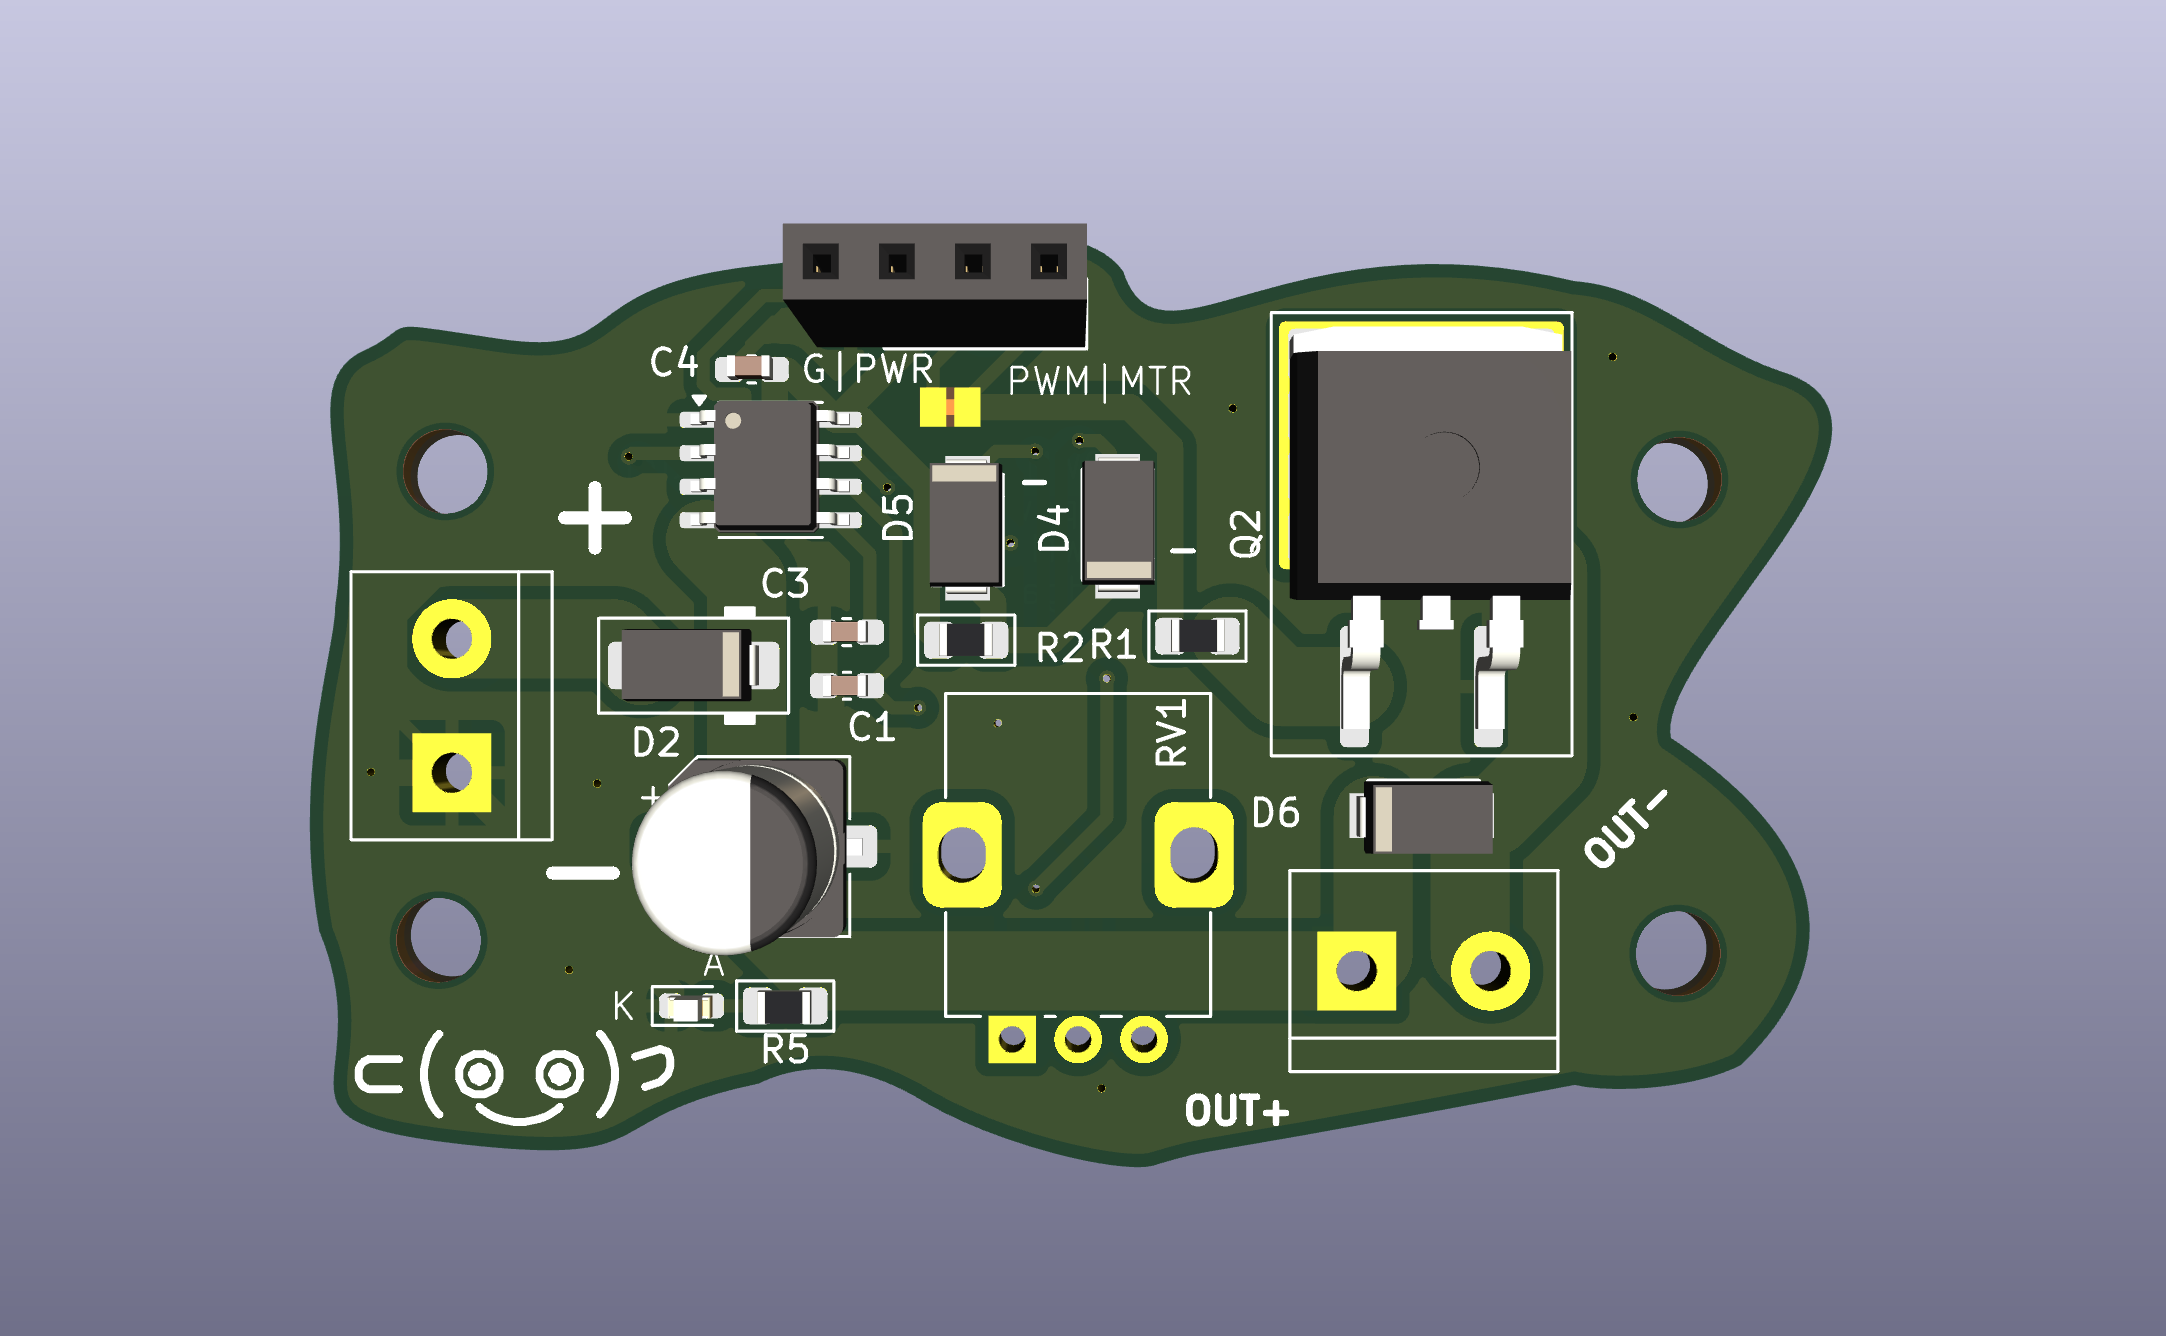 C4
G|PWR
PWM|MTR
D5
D4
Q2
+
C3
R2
R1
D2
C1
RV1
+
D6
OUT-
-
A
K
R5
OUT+